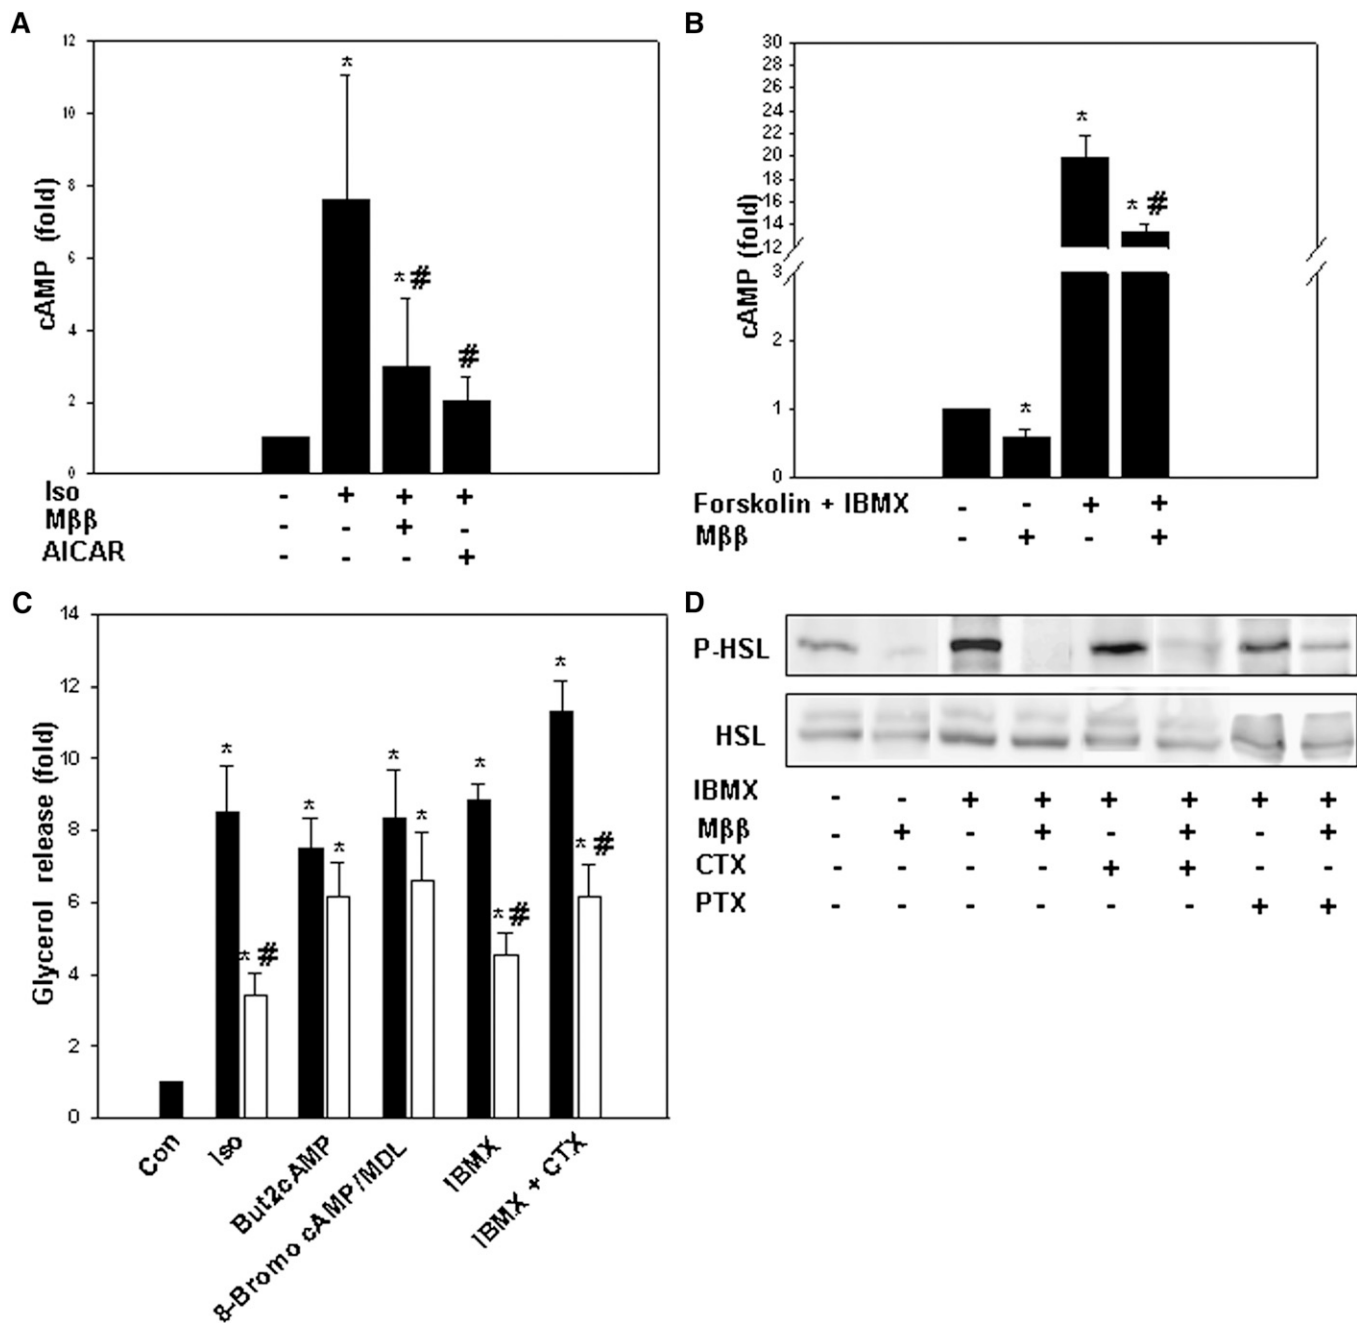 A
12
10
8
6
4
2
0
cAMP (fold)
* * *# #
Iso - + + +
Mββ - - + -
AICAR - - - +
B
30
28
26
24
22
20
18
16
14
12
3
2
1
0
cAMP (fold)
* * *#
Forskolin + IBMX - - + +
Mββ - + - +
C
14
12
10
8
6
4
2
0
Glycerol release (fold)
* *# * * * * * *# * *#
Con
Iso
But2cAMP
8-Bromo cAMP/MDL
IBMX
IBMX + CTX
D
P-HSL
HSL
IBMX - - + + + + + +
Mββ - + - + - + - +
CTX - - - - + + - -
PTX - - - - - - + +